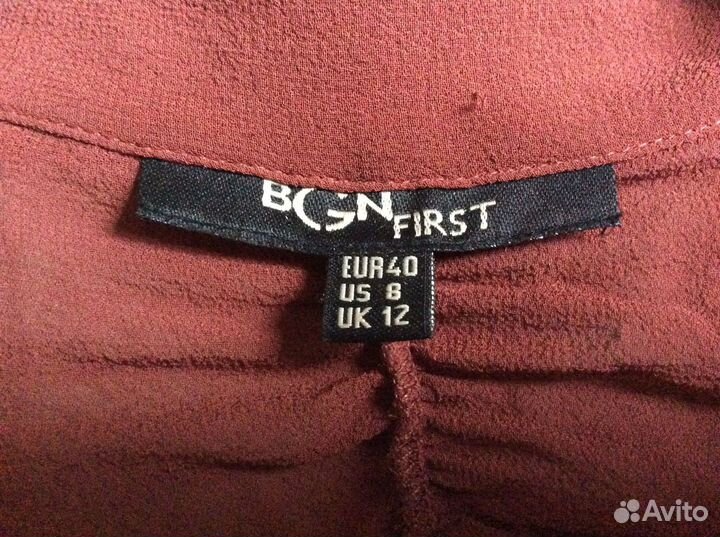 BGN FIRST
EUR 40
US 8
UK 12
Avito